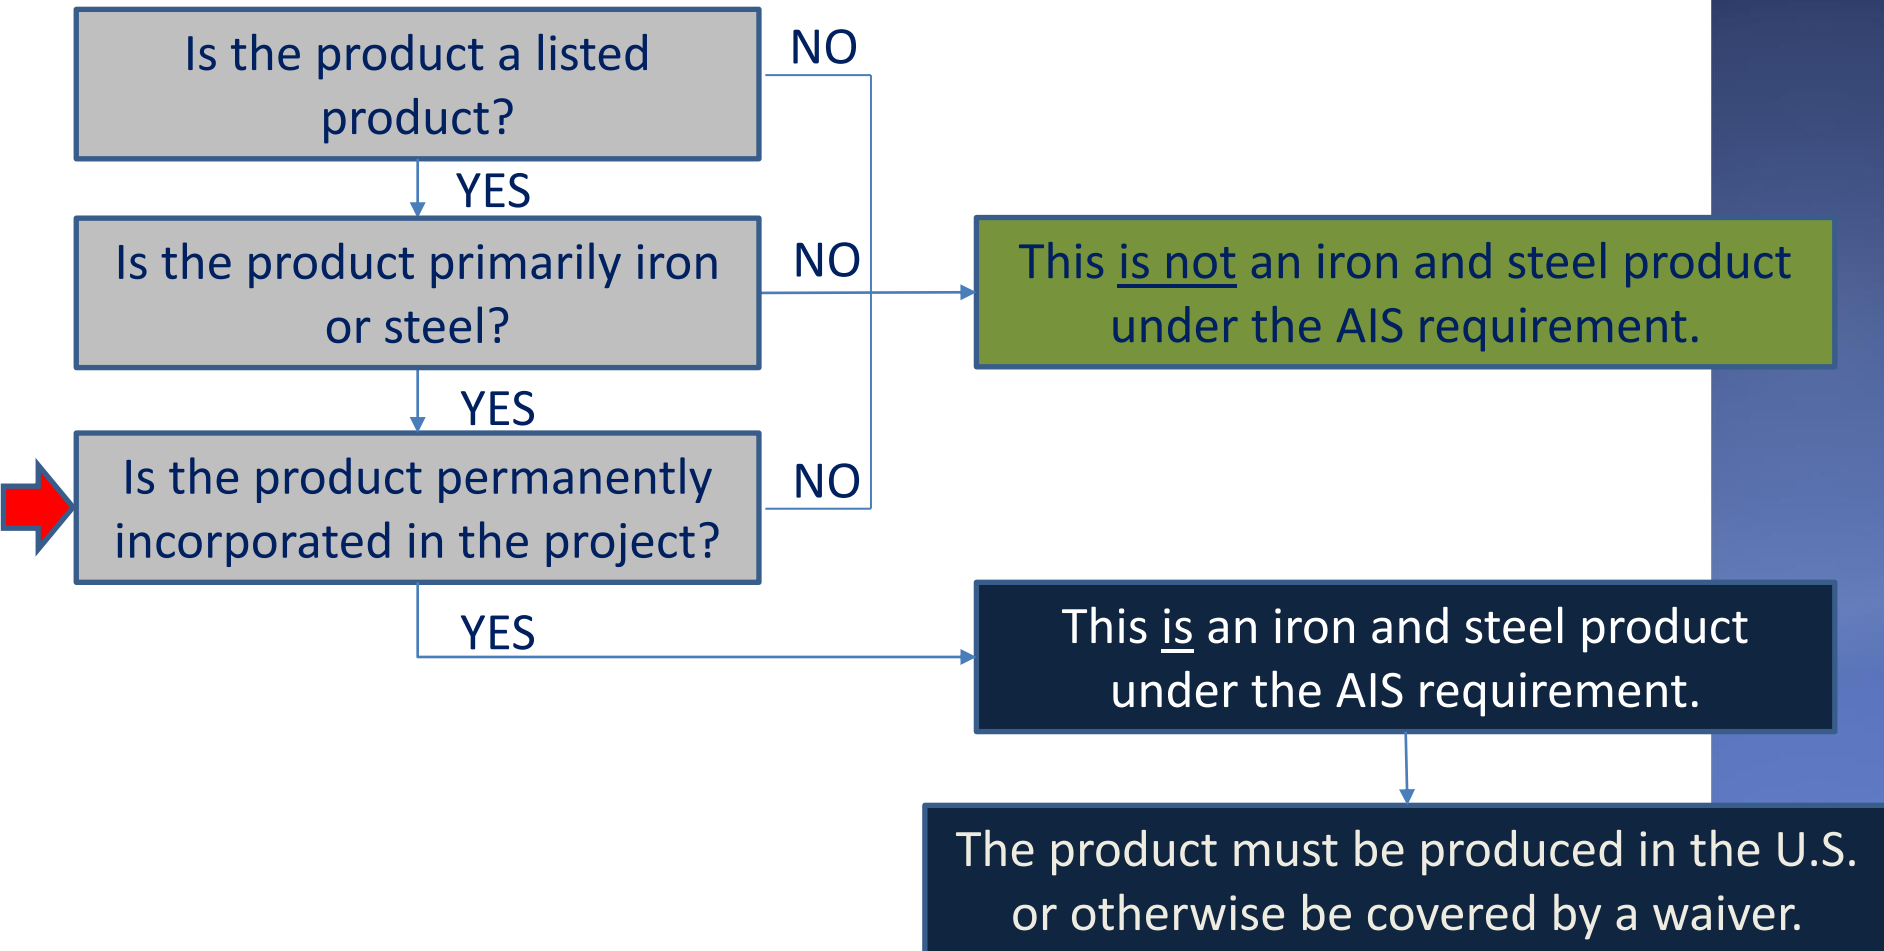 Is the product a listed
product?
NO
YES
Is the product primarily iron
or steel?
NO
This is not an iron and steel product
under the AIS requirement.
YES
Is the product permanently
incorporated in the project?
NO
YES
This is an iron and steel product
under the AIS requirement.
The product must be produced in the U.S.
or otherwise be covered by a waiver.